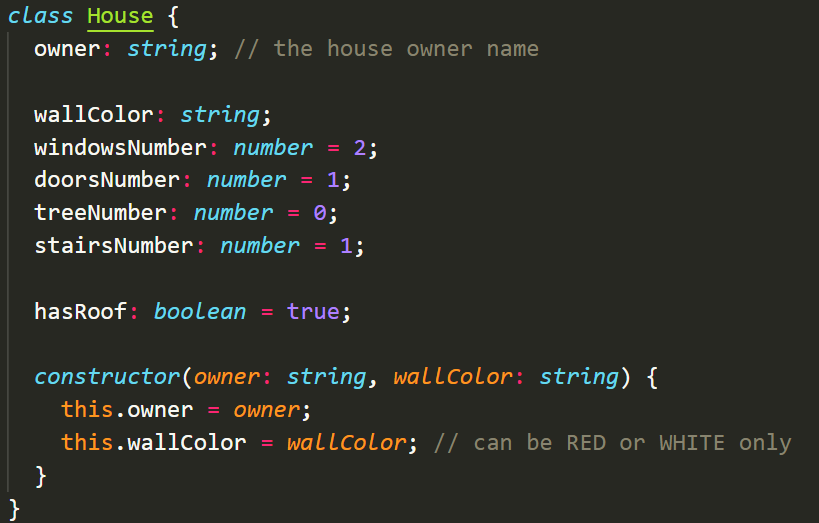 class House {
  owner: string; // the house owner name

  wallColor: string;
  windowsNumber: number = 2;
  doorsNumber: number = 1;
  treeNumber: number = 0;
  stairsNumber: number = 1;

  hasRoof: boolean = true;

  constructor(owner: string, wallColor: string) {
    this.owner = owner;
    this.wallColor = wallColor; // can be RED or WHITE only
  }
}